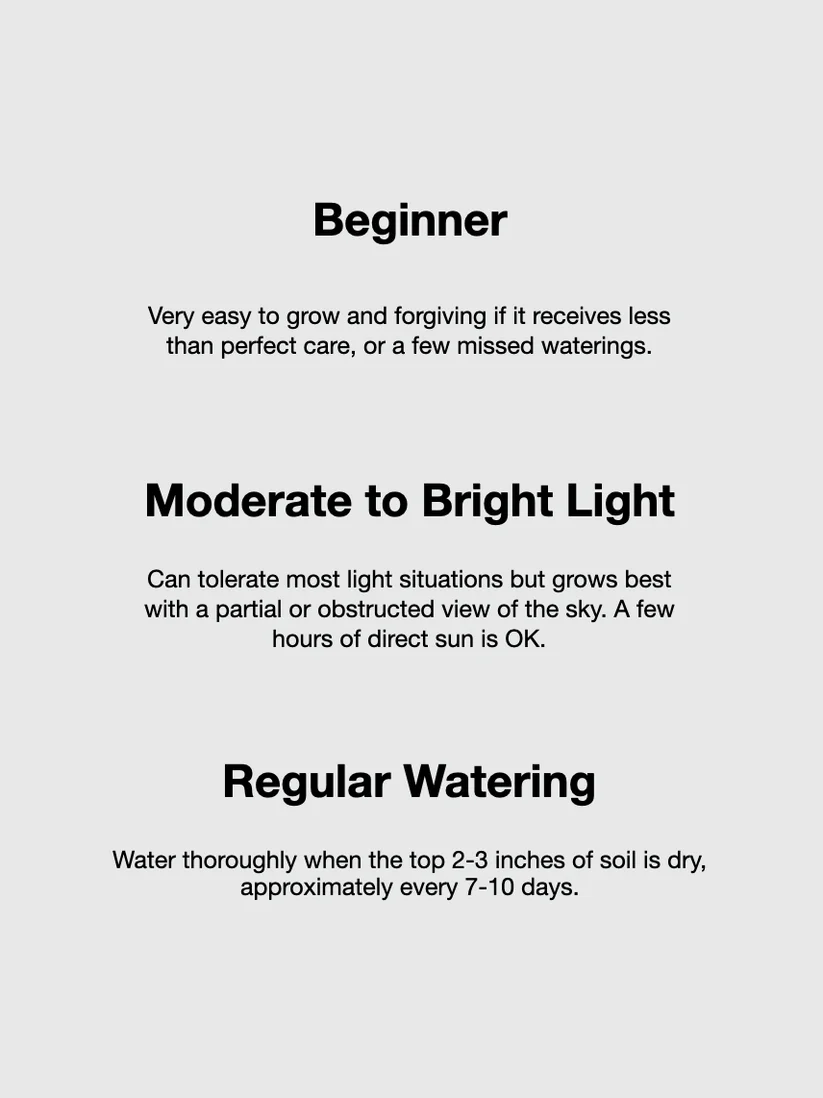 Beginner
Very easy to grow and forgiving if it receives less
than perfect care, or a few missed waterings.
Moderate to Bright Light
Can tolerate most light situations but grows best
with a partial or obstructed view of the sky. A few
hours of direct sun is OK.
Regular Watering
Water thoroughly when the top 2-3 inches of soil is dry,
approximately every 7-10 days.